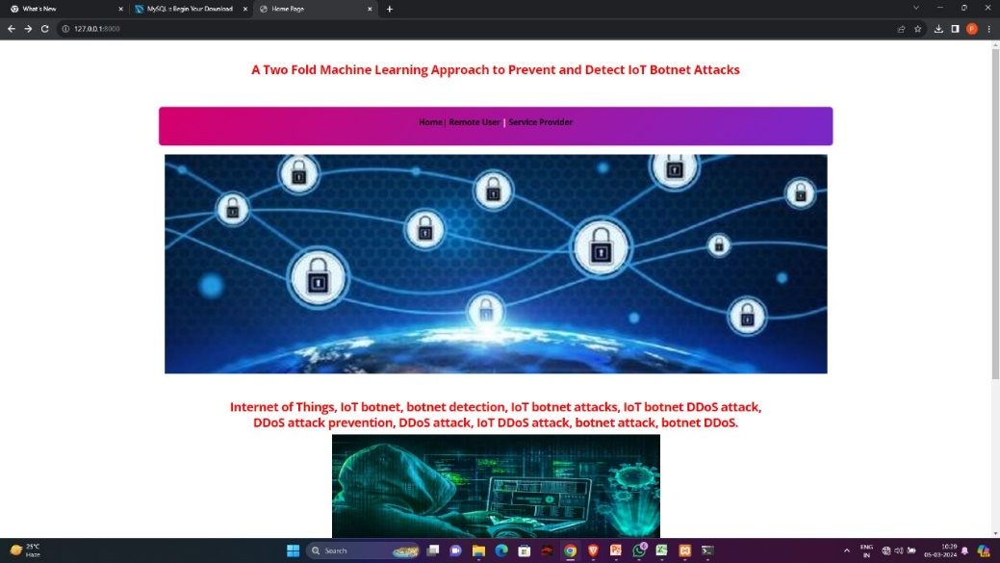 What's New
MySQL :: Begin Your Download
Home Page
127.0.0.1:8000
A Two Fold Machine Learning Approach to Prevent and Detect IoT Botnet Attacks
Home| Remote User | Service Provider
Internet of Things, IoT botnet, botnet detection, IoT botnet attacks, IoT botnet DDoS attack,
DDoS attack prevention, DDoS attack, IoT DDoS attack, botnet attack, botnet DDoS.
25°C
Haze
Search
ENG
IN
10:29
05-03-2024